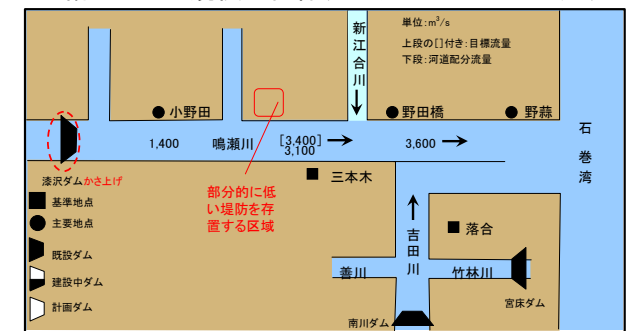 単位:m³/s
上段の[]付き:目標流量
下段:河道配分流量
新江合川
小野田
野田橋
野蒜
1,400
鳴瀬川
[3,400]
3,100
3,600
石巻湾
漆沢ダムかさ上げ
三本木
部分的に低
い堤防を存
置する区域
基準地点
主要地点
既設ダム
建設中ダム
計画ダム
吉田川
落合
善川
竹林川
宮床ダム
南川ダム